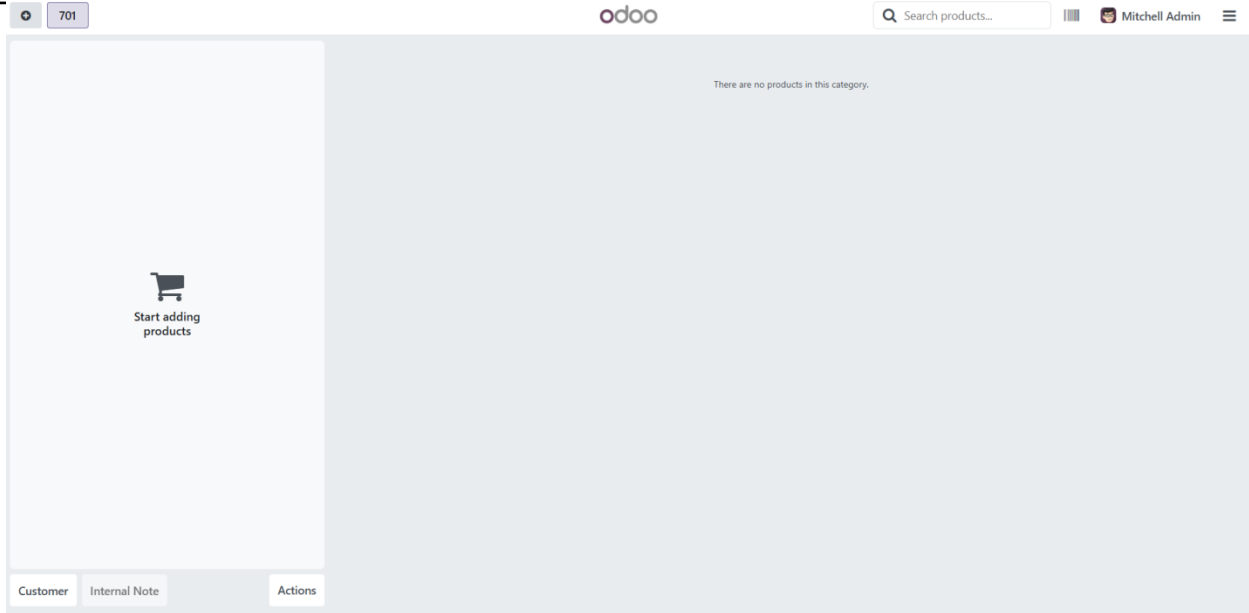 701
odoo
Search products...
Mitchell Admin
There are no products in this category.
Start adding
products
Customer
Internal Note
Actions